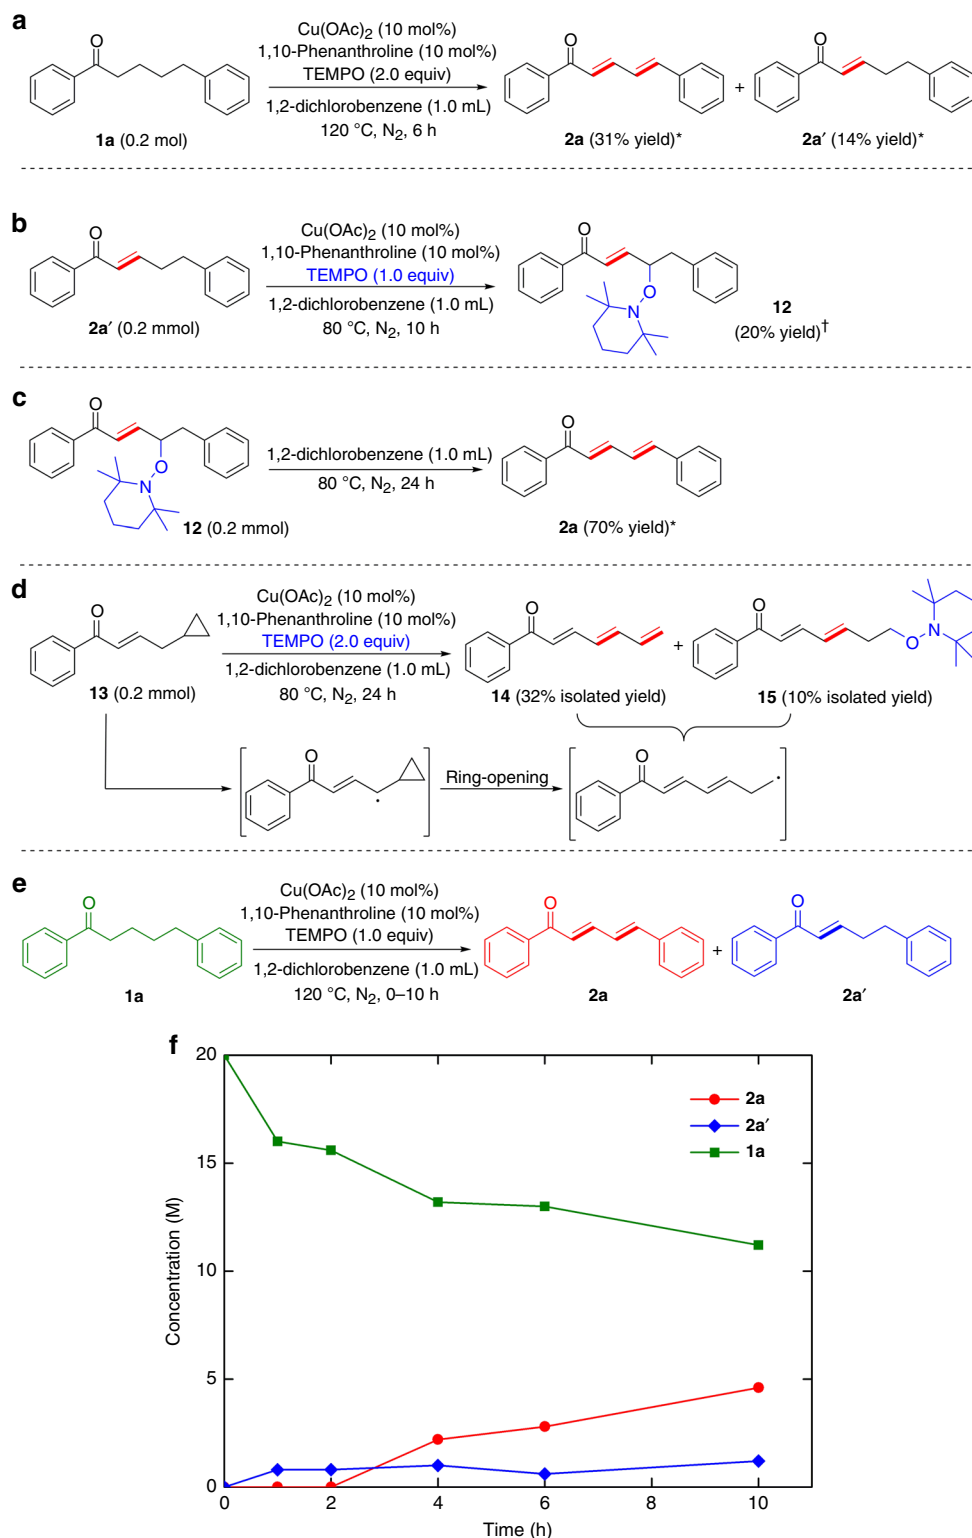 a
O
Cu(OAc)₂ (10 mol%)
1,10-Phenanthroline (10 mol%)
TEMPO (2.0 equiv)
1,2-dichlorobenzene (1.0 mL)
120 °C, N₂, 6 h
1a (0.2 mol)
O
2a (31% yield)*
+
O
2a′ (14% yield)*
b
O
2a′ (0.2 mmol)
Cu(OAc)₂ (10 mol%)
1,10-Phenanthroline (10 mol%)
TEMPO (1.0 equiv)
1,2-dichlorobenzene (1.0 mL)
80 °C, N₂, 10 h
O
O
N
12
(20% yield)†
c
O
O
N
12 (0.2 mmol)
1,2-dichlorobenzene (1.0 mL)
80 °C, N₂, 24 h
O
2a (70% yield)*
d
O
13 (0.2 mmol)
Cu(OAc)₂ (10 mol%)
1,10-Phenanthroline (10 mol%)
TEMPO (2.0 equiv)
1,2-dichlorobenzene (1.0 mL)
80 °C, N₂, 24 h
O
14 (32% isolated yield)
+
O
O
N
15 (10% isolated yield)
O
Ring-opening
O
e
O
1a
Cu(OAc)₂ (10 mol%)
1,10-Phenanthroline (10 mol%)
TEMPO (1.0 equiv)
1,2-dichlorobenzene (1.0 mL)
120 °C, N₂, 0–10 h
O
2a
+
O
2a′
f
20
15
10
5
0
Concentration (M)
2a
2a′
1a
0
2
4
6
8
10
Time (h)